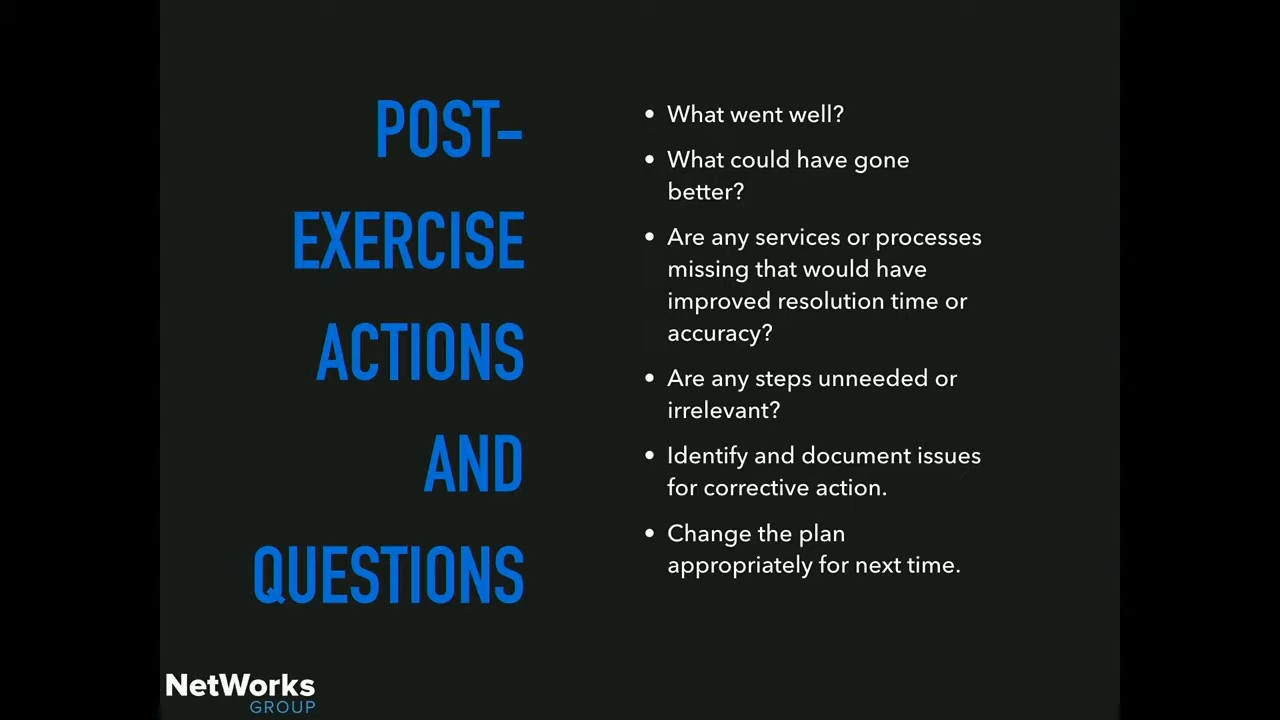 POST-
EXERCISE
ACTIONS
AND
QUESTIONS
• What went well?
• What could have gone
better?
• Are any services or processes
missing that would have
improved resolution time or
accuracy?
• Are any steps unneeded or
irrelevant?
• Identify and document issues
for corrective action.
• Change the plan
appropriately for next time.
NetWorks
GROUP